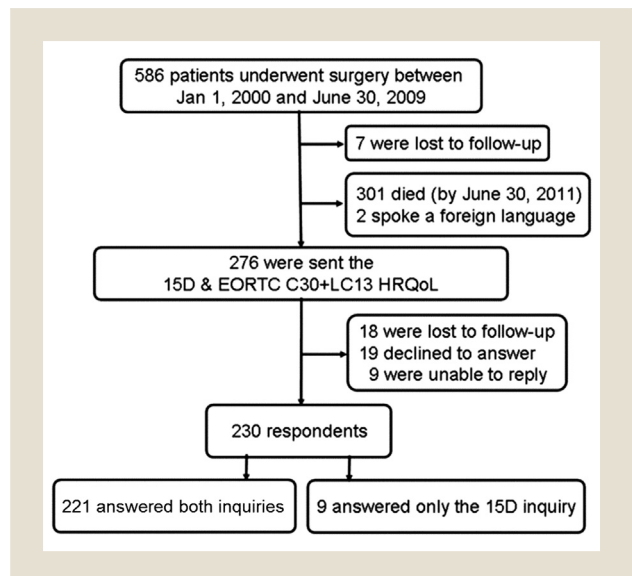 586 patients underwent surgery between
Jan 1, 2000 and June 30, 2009
7 were lost to follow-up
301 died (by June 30, 2011)
2 spoke a foreign language
276 were sent the
15D & EORTC C30+LC13 HRQoL
18 were lost to follow-up
19 declined to answer
9 were unable to reply
230 respondents
221 answered both inquiries
9 answered only the 15D inquiry